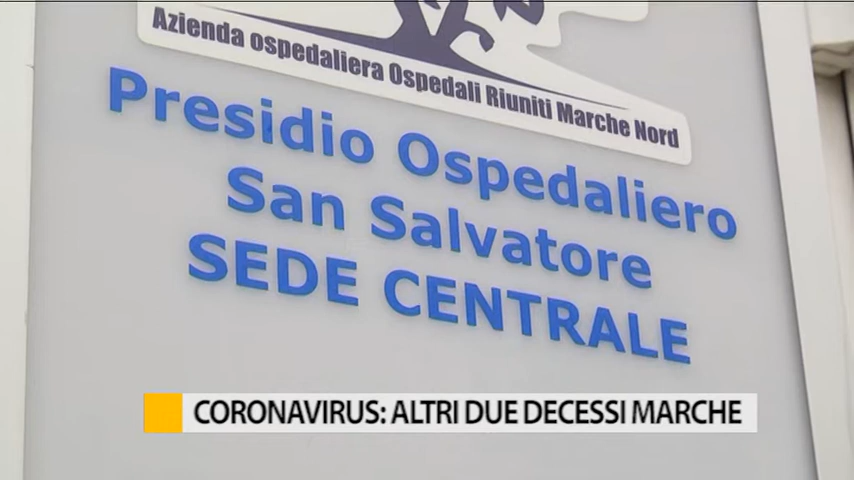 Azienda ospedaliera Ospedali Riuniti Marche Nord
Presidio Ospedaliero
San Salvatore
SEDE CENTRALE
CORONAVIRUS: ALTRI DUE DECESSI MARCHE